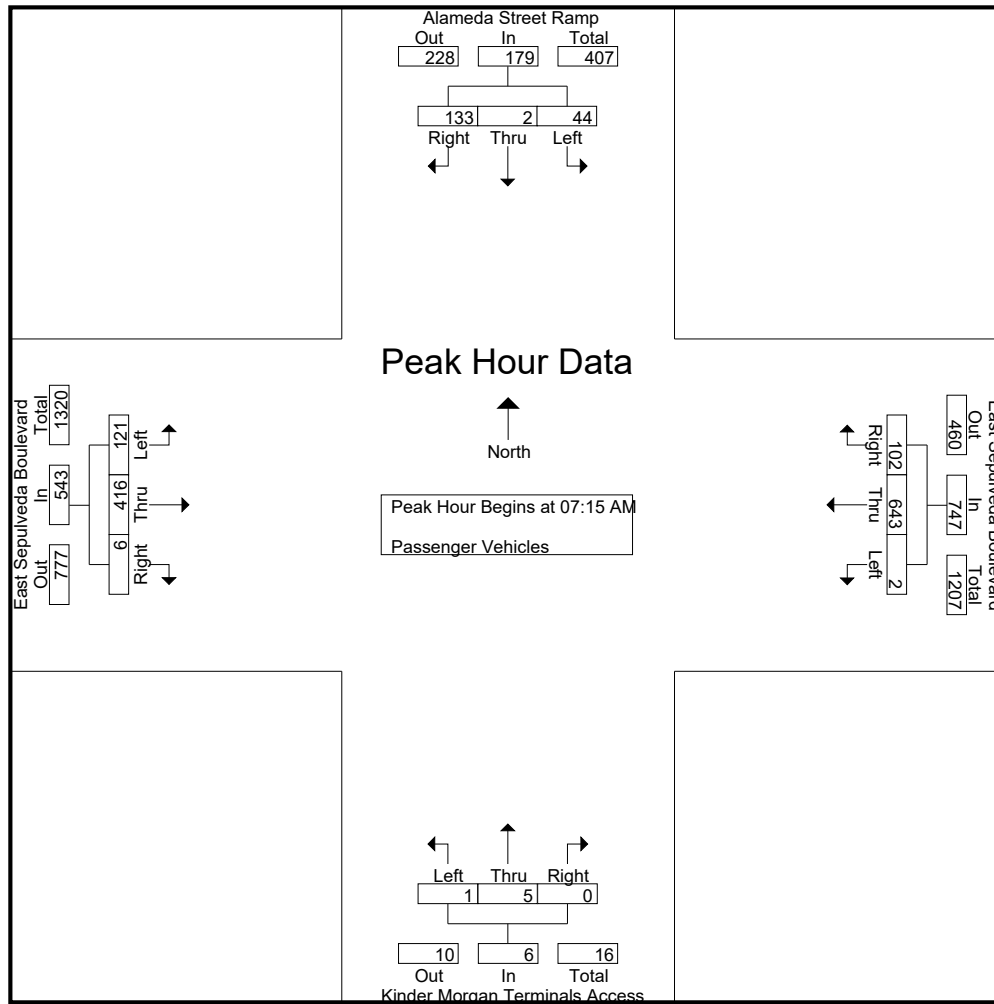 Alameda Street Ramp
Out In Total
228 179 407
133 2 44
Right Thru Left
Peak Hour Data
North
Peak Hour Begins at 07:15 AM
Passenger Vehicles
East Sepulveda Boulevard
Total In Out
1320 543 777
121 416 6
Left Thru Right
East Sepulveda Boulevard
Out In Total
460 747 1207
102 643 2
Right Thru Left
Left Thru Right
1 5 0
10 6 16
Out In Total
Kinder Morgan Terminals Access